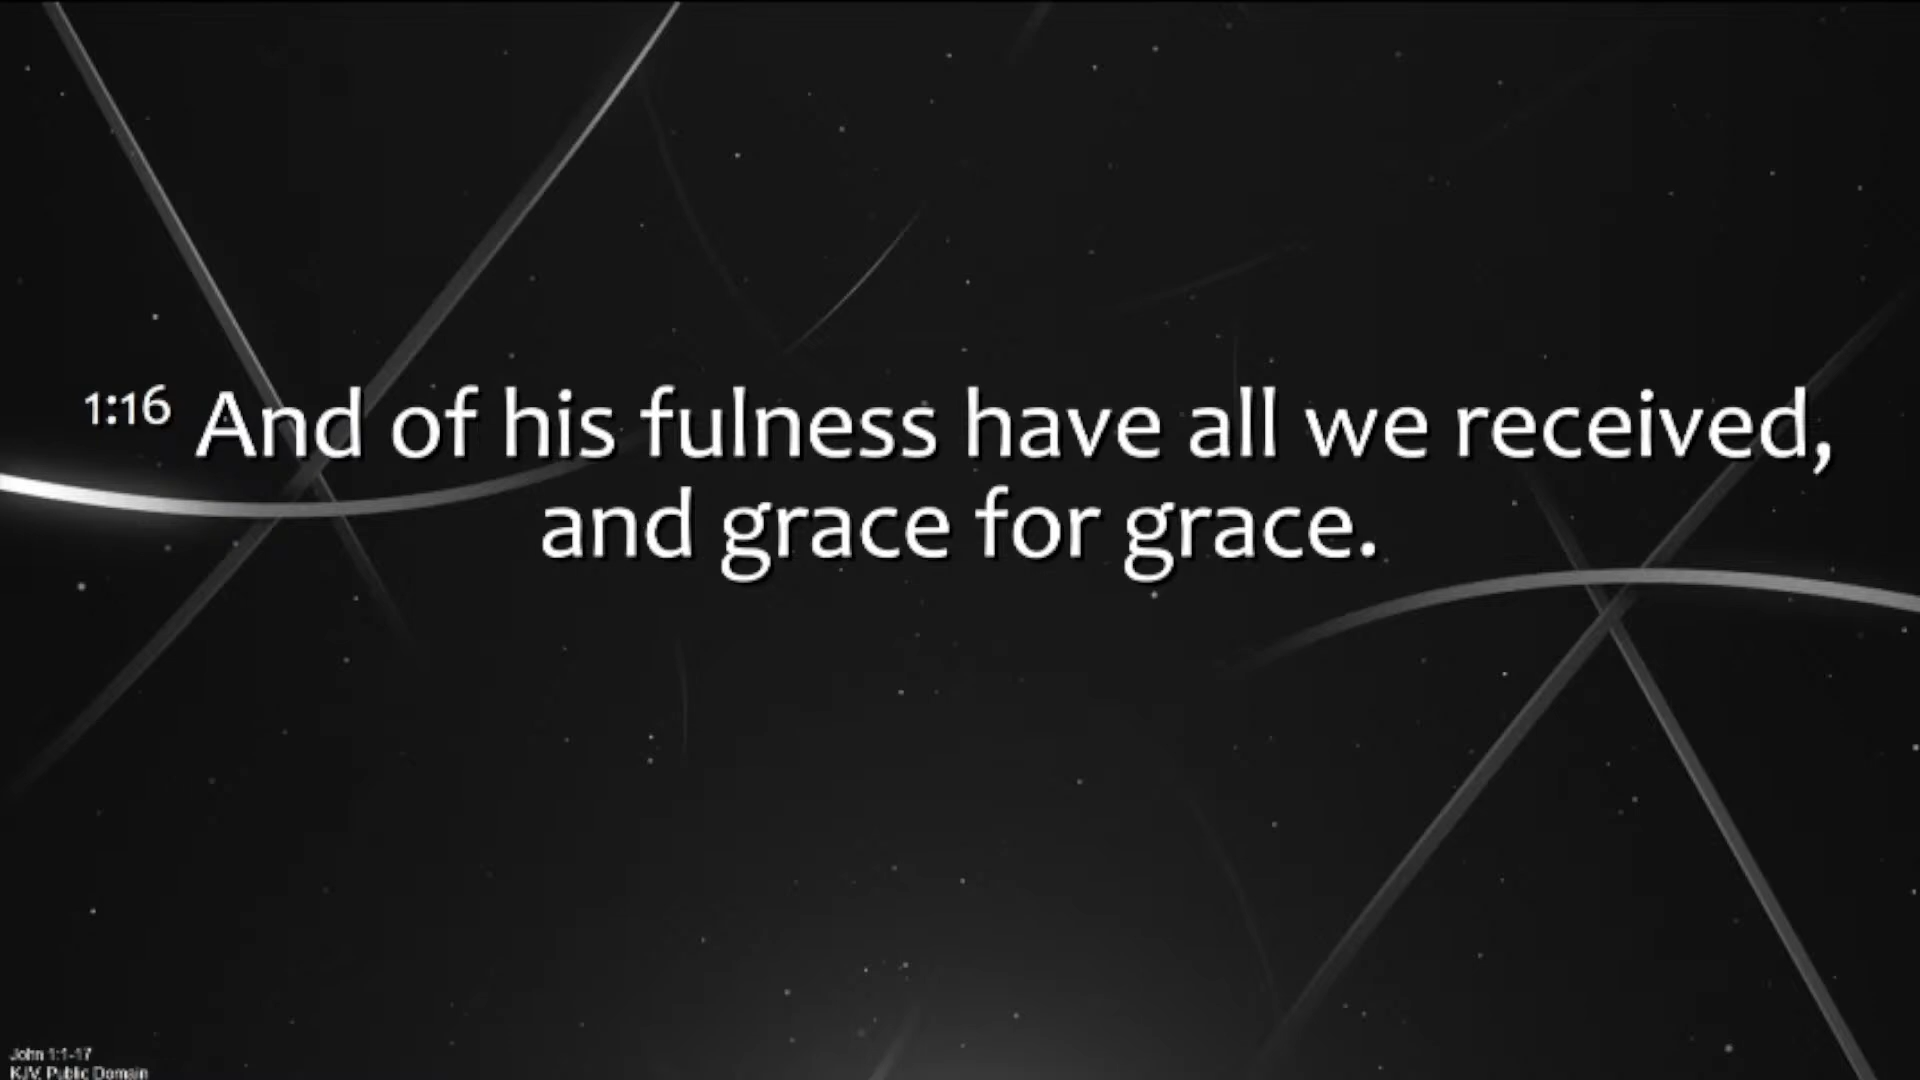 1:16 And of his fulness have all we received,
and grace for grace.
John 1:1-17
KJV, Public Domain